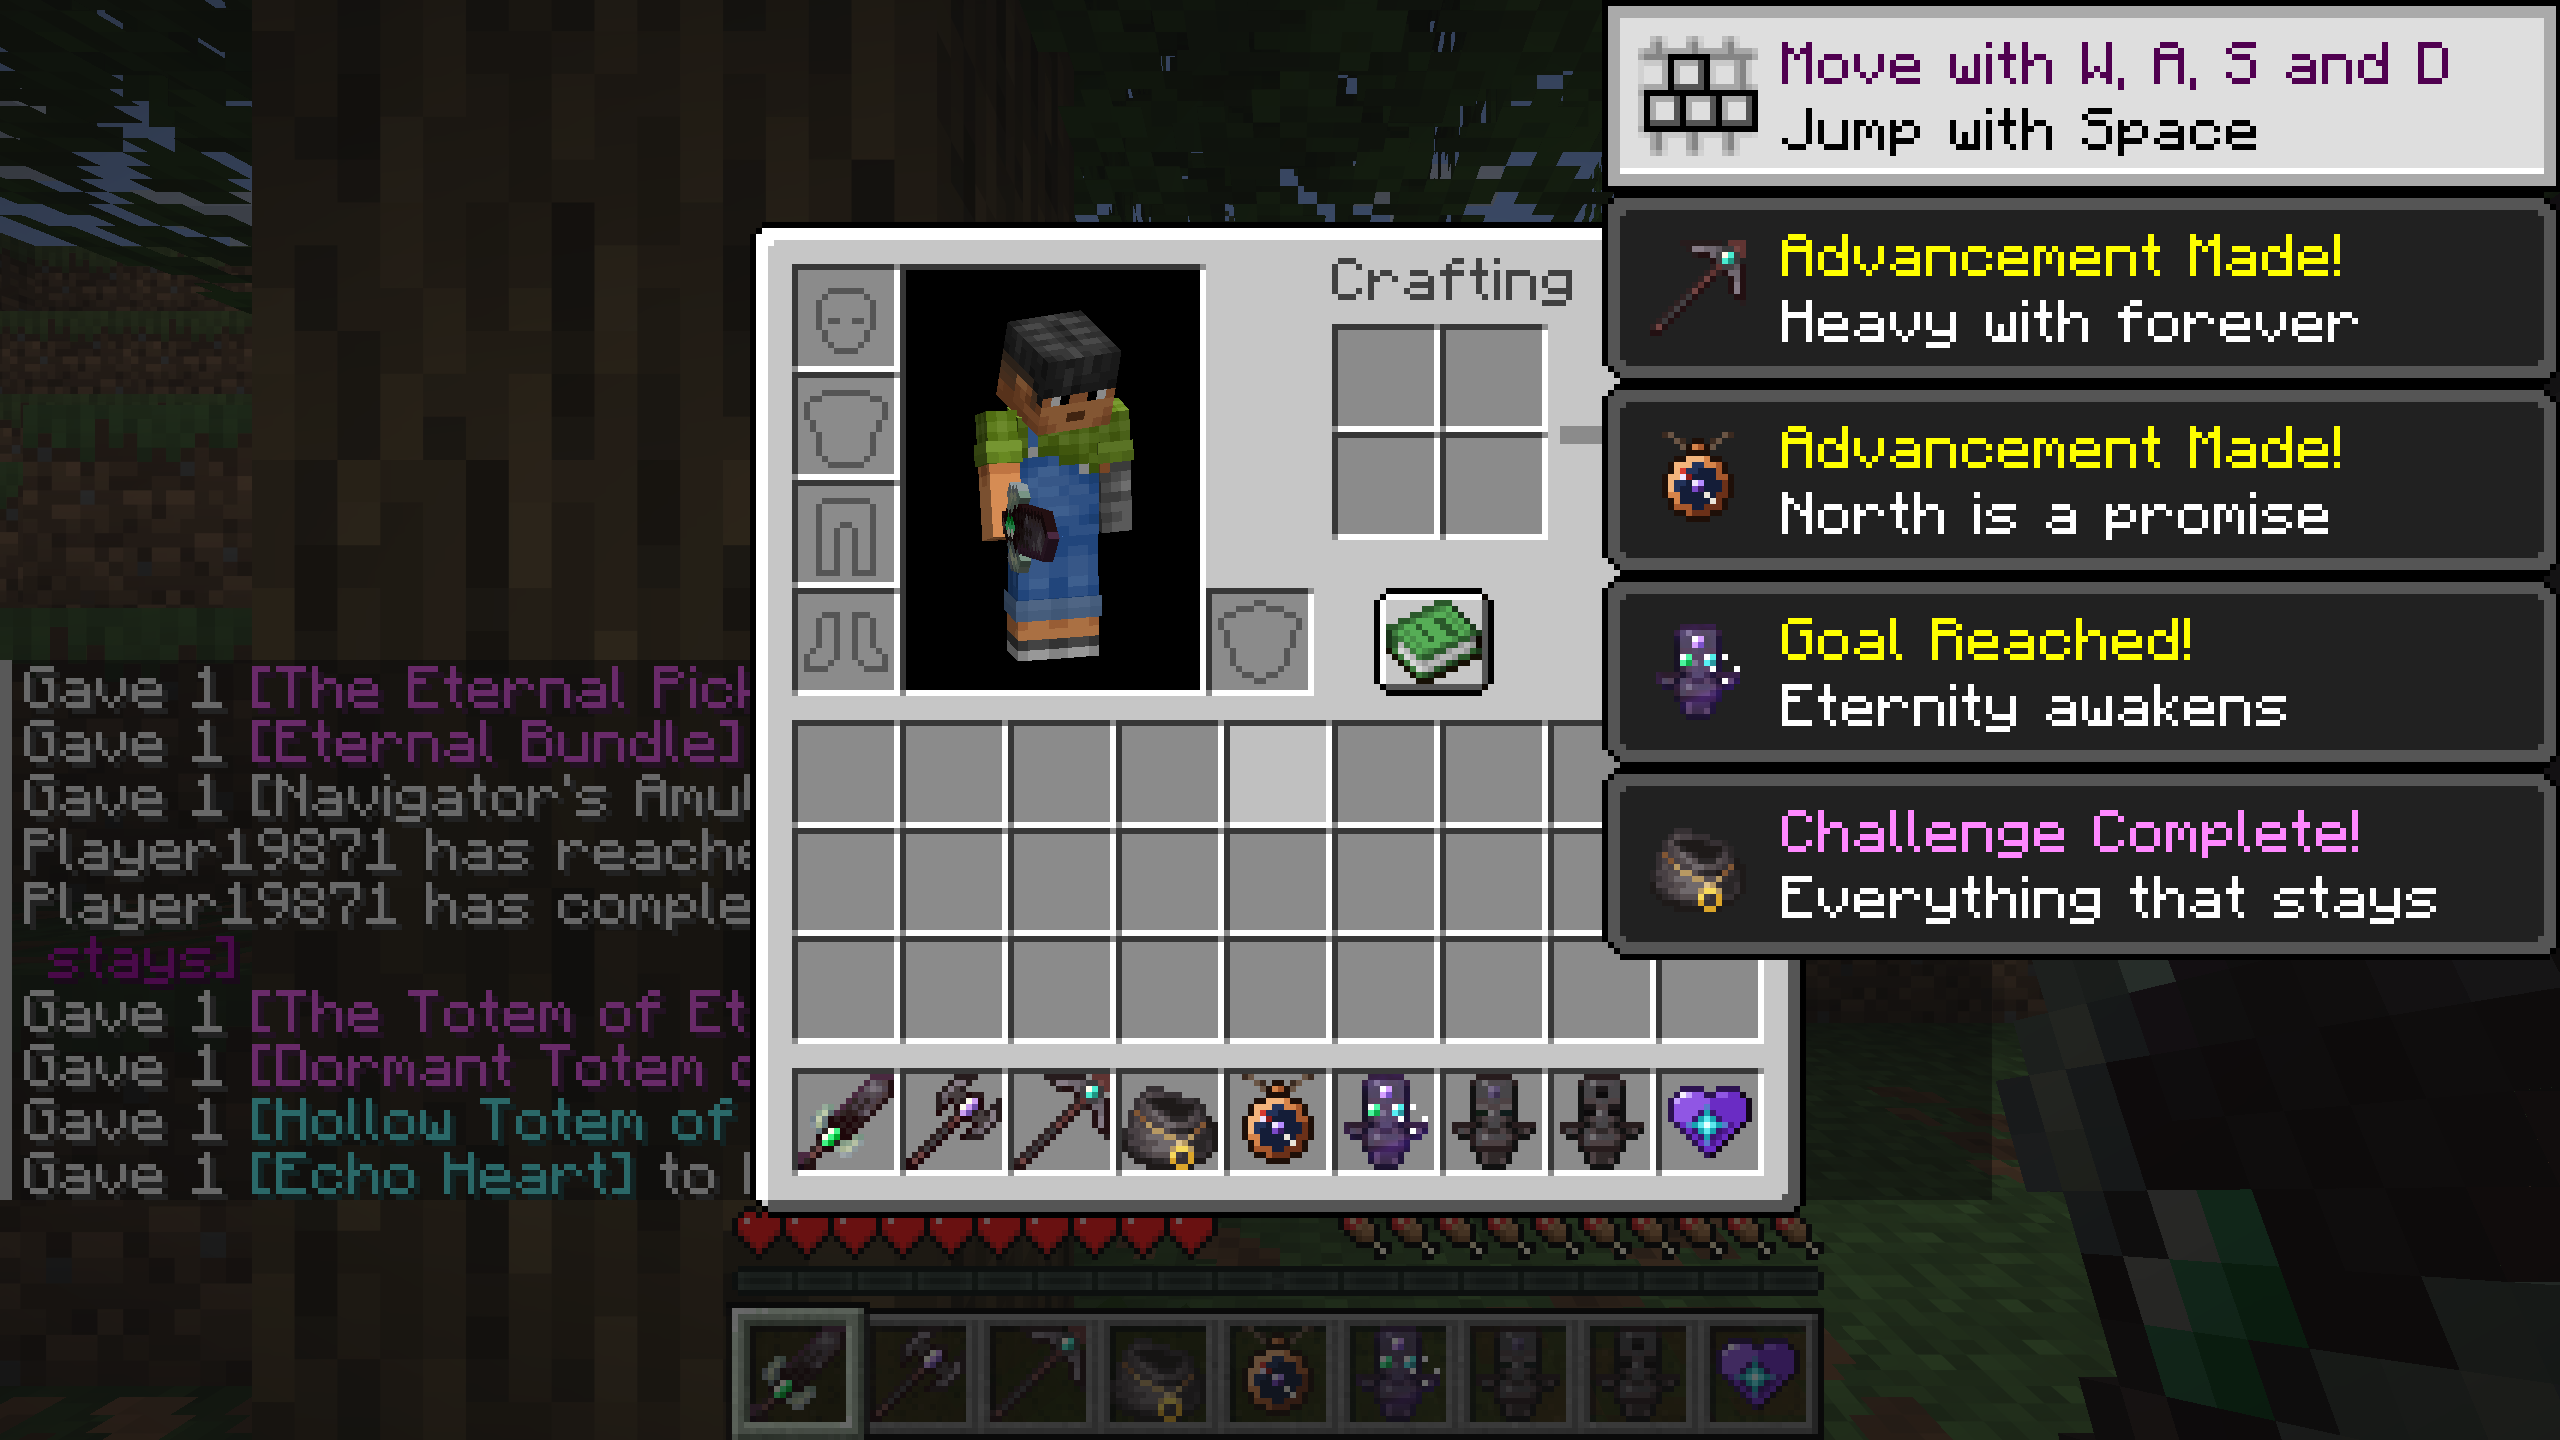 Move with W, A, S and D
Jump with Space
Advancement Made!
Heavy with forever
Advancement Made!
North is a promise
Goal Reached!
Eternity awakens
Challenge Complete!
Everything that stays
Crafting
Gave 1 [The Eternal Pick
Gave 1 [Eternal Bundle]
Gave 1 [Navigator's Amul
Player19871 has reache
Player19871 has comple
stays]
Gave 1 [The Totem of Et
Gave 1 [Dormant Totem o
Gave 1 [Hollow Totem of
Gave 1 [Echo Heart] to